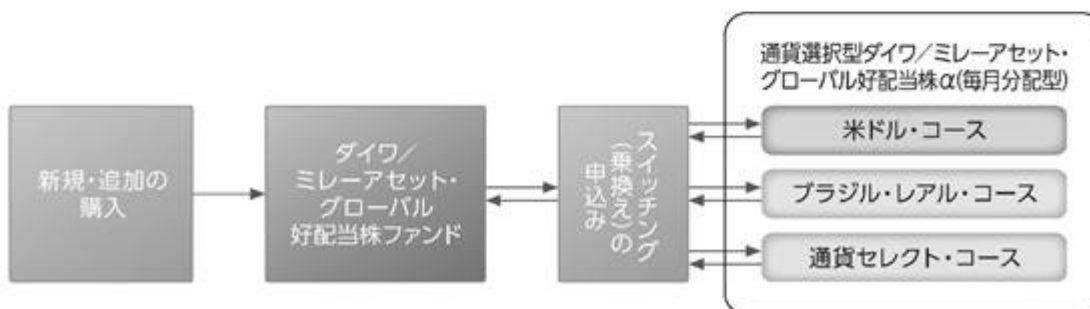 新規・追加の
購入
ダイワ／
ミレーアセット・
グローバル
好配当株ファンド
スイッチング
(乗換え)の
申込み
通貨選択型ダイワ／ミレーアセット・
グローバル好配当株α(毎月分配型)
米ドル・コース
ブラジル・レアル・コース
通貨セレクト・コース